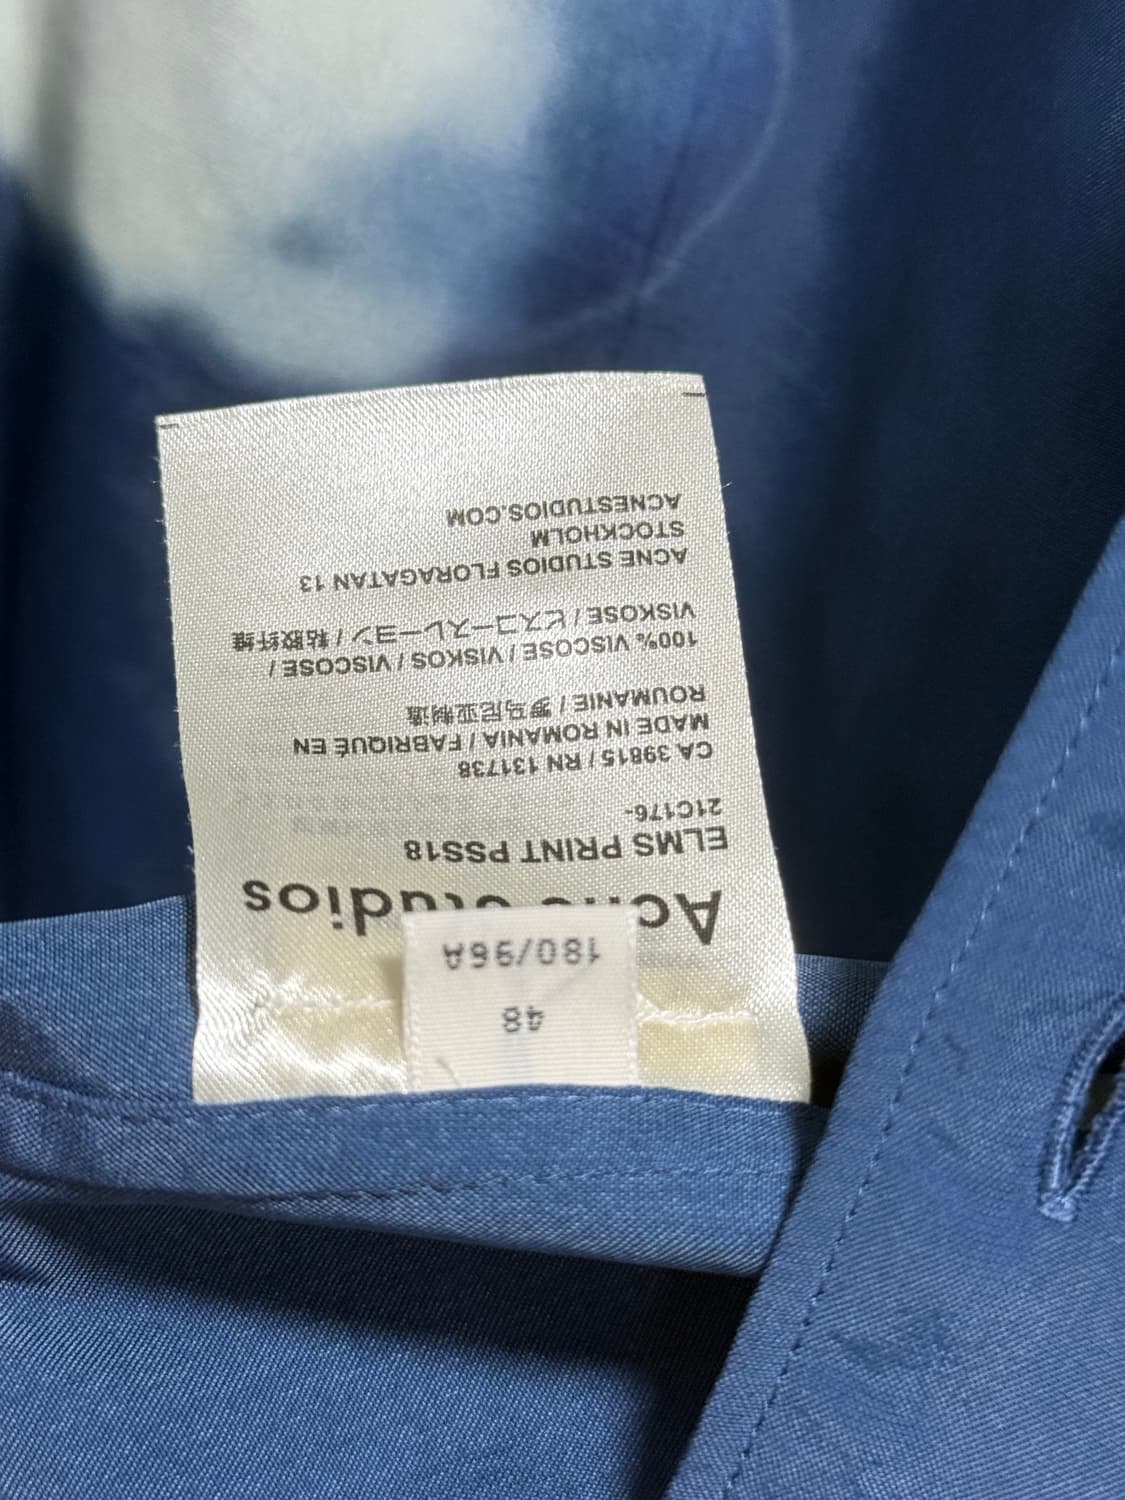 48
180/96A
Acne Studios
ELMS PRINT PSS18
21C176-
CA 39815 / RN 131738
MADE IN ROMANIA / FABRIQUÉ EN
ROUMANIE / 罗马尼亚制造
100% VISCOSE / VISKOS / VISCOSE /
VISKOSE / ビスコースレーヨン / 粘胶纤维
ACNE STUDIOS FLORAGATAN 13
STOCKHOLM
ACNESTUDIOS.COM